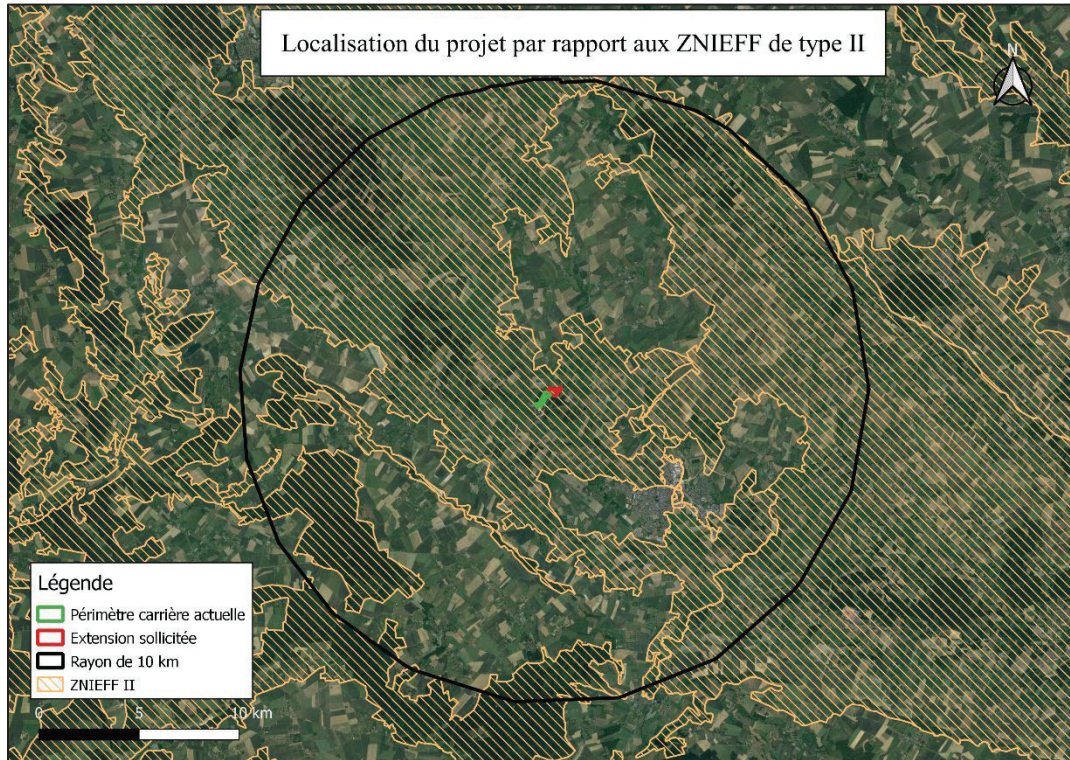 Localisation du projet par rapport aux ZNIEFF de type II
N
Légende
Périmètre carrière actuelle
Extension sollicitée
Rayon de 10 km
ZNIEFF II
0 5 10 km